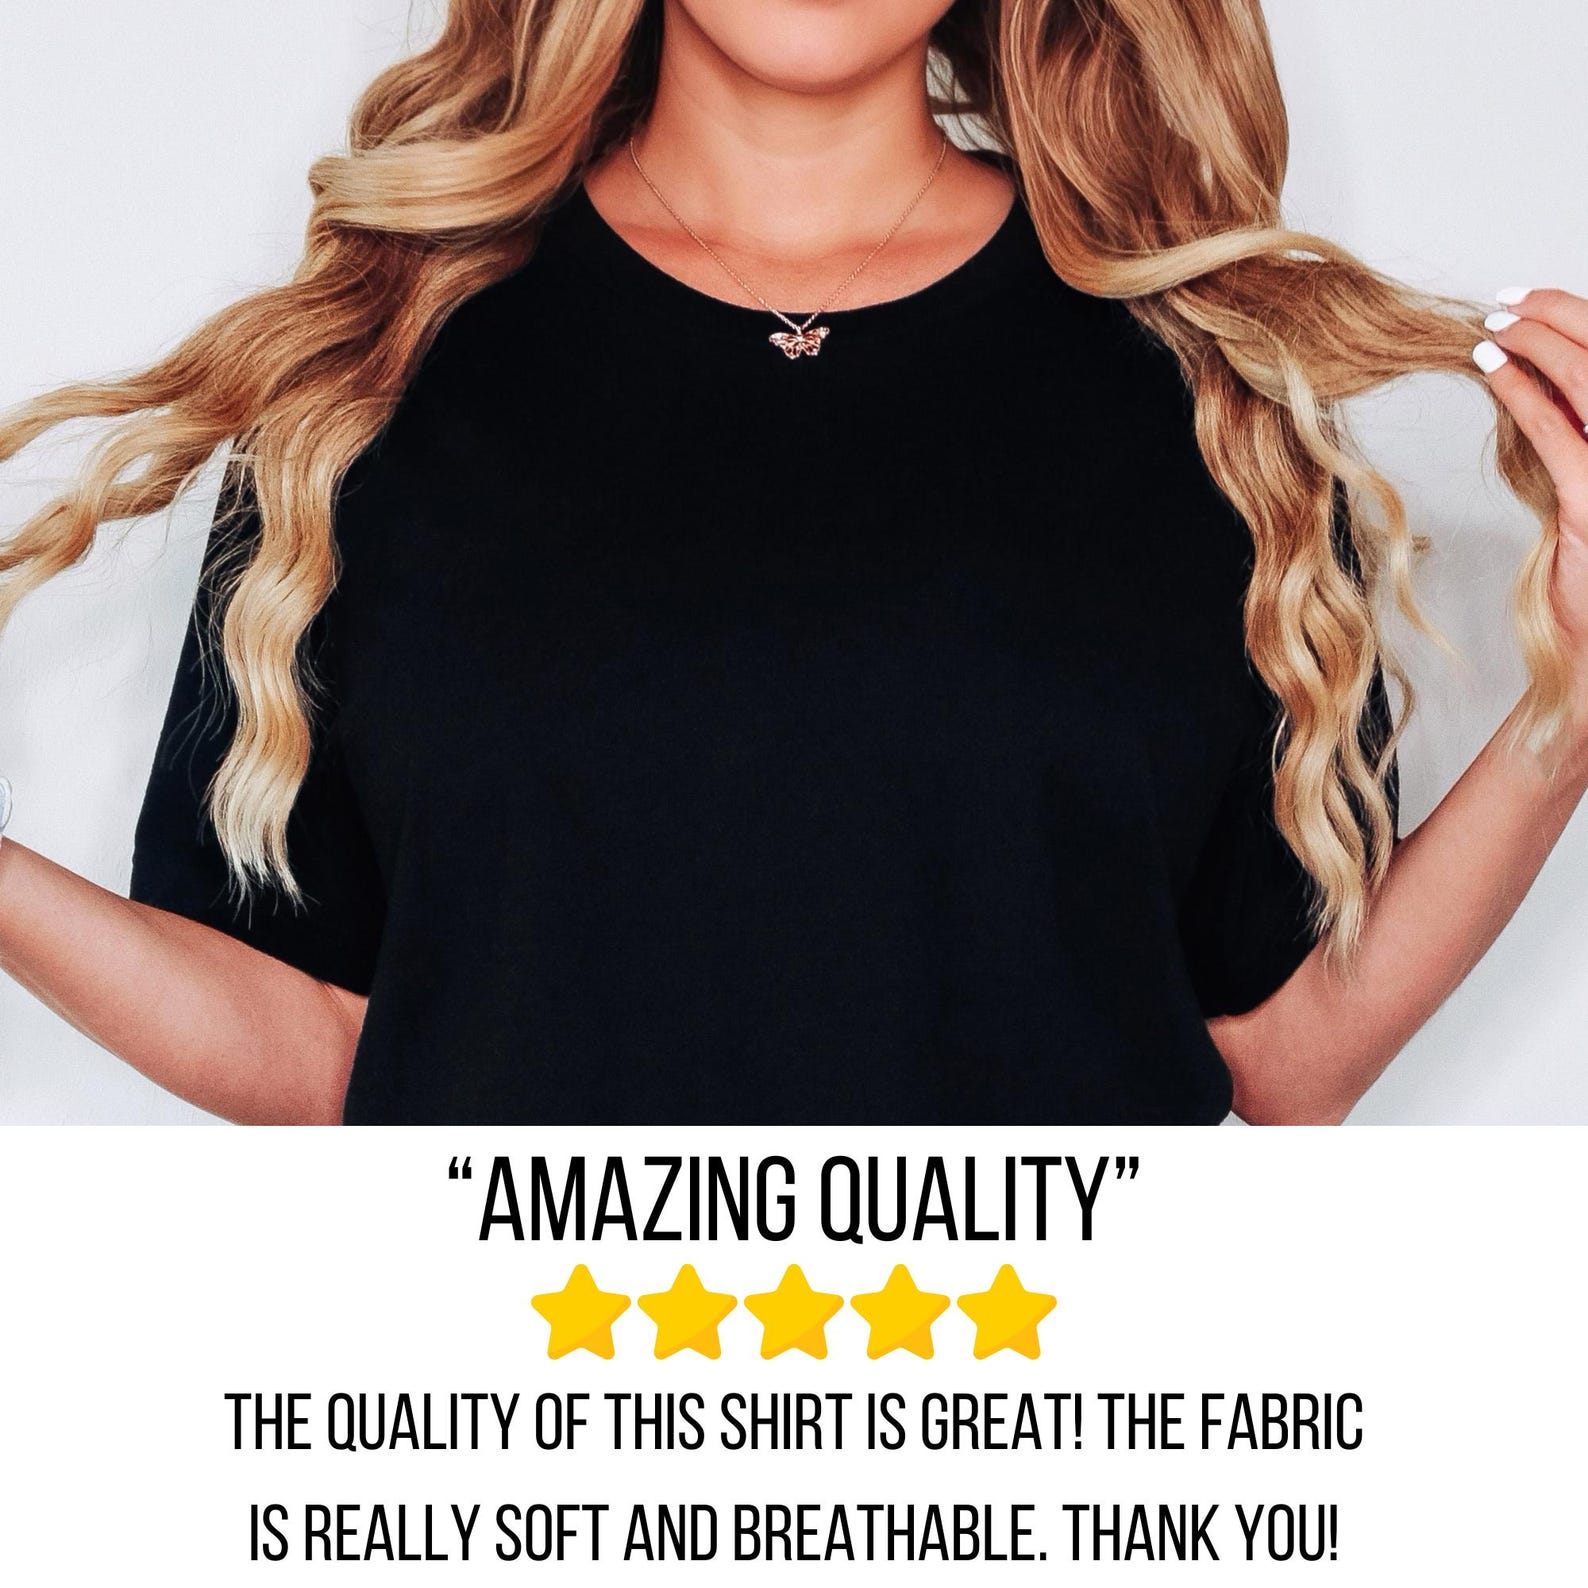 “AMAZING QUALITY”
THE QUALITY OF THIS SHIRT IS GREAT! THE FABRIC
IS REALLY SOFT AND BREATHABLE. THANK YOU!